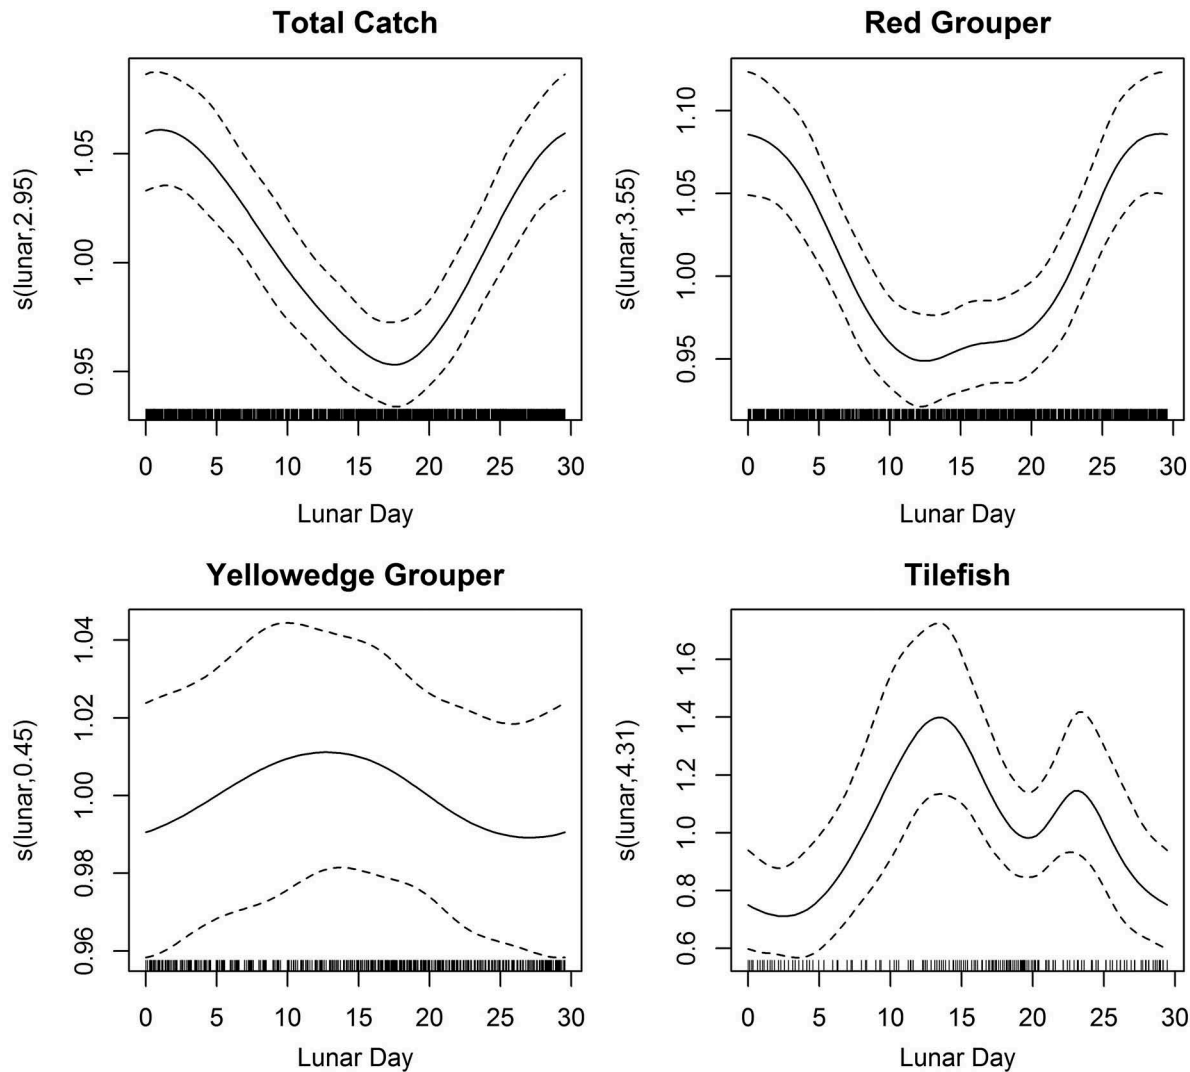 Total Catch
s(lunar,2.95)
1.05
1.00
0.95
0 5 10 15 20 25 30
Lunar Day
Red Grouper
s(lunar,3.55)
1.10
1.05
1.00
0.95
0 5 10 15 20 25 30
Lunar Day
Yellowedge Grouper
s(lunar,0.45)
1.04
1.02
1.00
0.98
0.96
0 5 10 15 20 25 30
Lunar Day
Tilefish
s(lunar,4.31)
1.6
1.4
1.2
1.0
0.8
0.6
0 5 10 15 20 25 30
Lunar Day